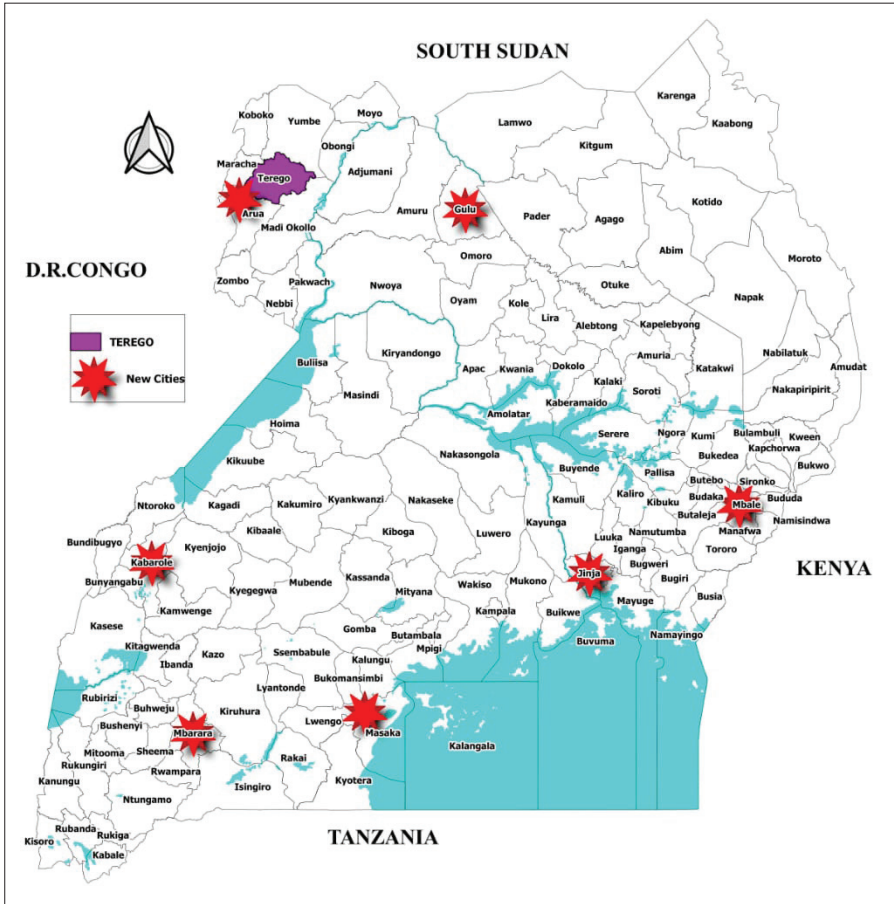 SOUTH SUDAN
Karenga
Kaabong
Koboko
Yumbe
Moyo
Lamwo
Kitgum
Obongi
Maracha
Terego
Adjumani
Arua
Amuru
Gulu
Pader
Agago
Kotido
Madi Okollo
Abim
Moroto
D.R.CONGO
Zombo
Pakwach
Nebbi
Nwoya
Omoro
Otuke
Napak
Oyam
Kole
Lira
Alebtong
Kapelebyong
TEREGO
New Cities
Buliisa
Kiryandongo
Masindi
Apac
Kwania
Dokolo
Amuria
Kalaki
Katakwi
Nabilatuk
Amudat
Nakapiripirit
Kaberamaido
Soroti
Amolatar
Hoima
Serere
Ngora
Kumi
Bulambuli
Kween
Kapchorwa
Bukedea
Bukwo
Kikuube
Nakasongola
Buyende
Pallisa
Butebo
Sironko
Ntoroko
Kagadi
Kakumiro
Kyankwanzi
Nakaseke
Kamuli
Kaliro
Kibuku
Budaka
Mbale
Bududa
Butaleja
Namisindwa
Manafwa
Kibaale
Kiboga
Luwero
Kayunga
Namutumba
Luuka
Iganga
Tororo
Bundibugyo
Kabarole
Kyenjojo
Bugweri
Bugiri
KENYA
Bunyangabu
Kyegegwa
Mubende
Kassanda
Mityana
Wakiso
Mukono
Jinja
Mayuge
Busia
Kamwenge
Kampala
Buikwe
Kasese
Gomba
Butambala
Mpigi
Buvuma
Namayingo
Kitagwenda
Ibanda
Kazo
Ssembabule
Kalungu
Bukomansimbi
Rubirizi
Lyantonde
Buhweju
Kiruhura
Lwengo
Masaka
Bushenyi
Mbarara
Kalangala
Mitooma
Sheema
Rakai
Rukungiri
Rwampara
Kanungu
Isingiro
Kyotera
Ntungamo
Rubanda
Rukiga
Kisoro
Kabale
TANZANIA